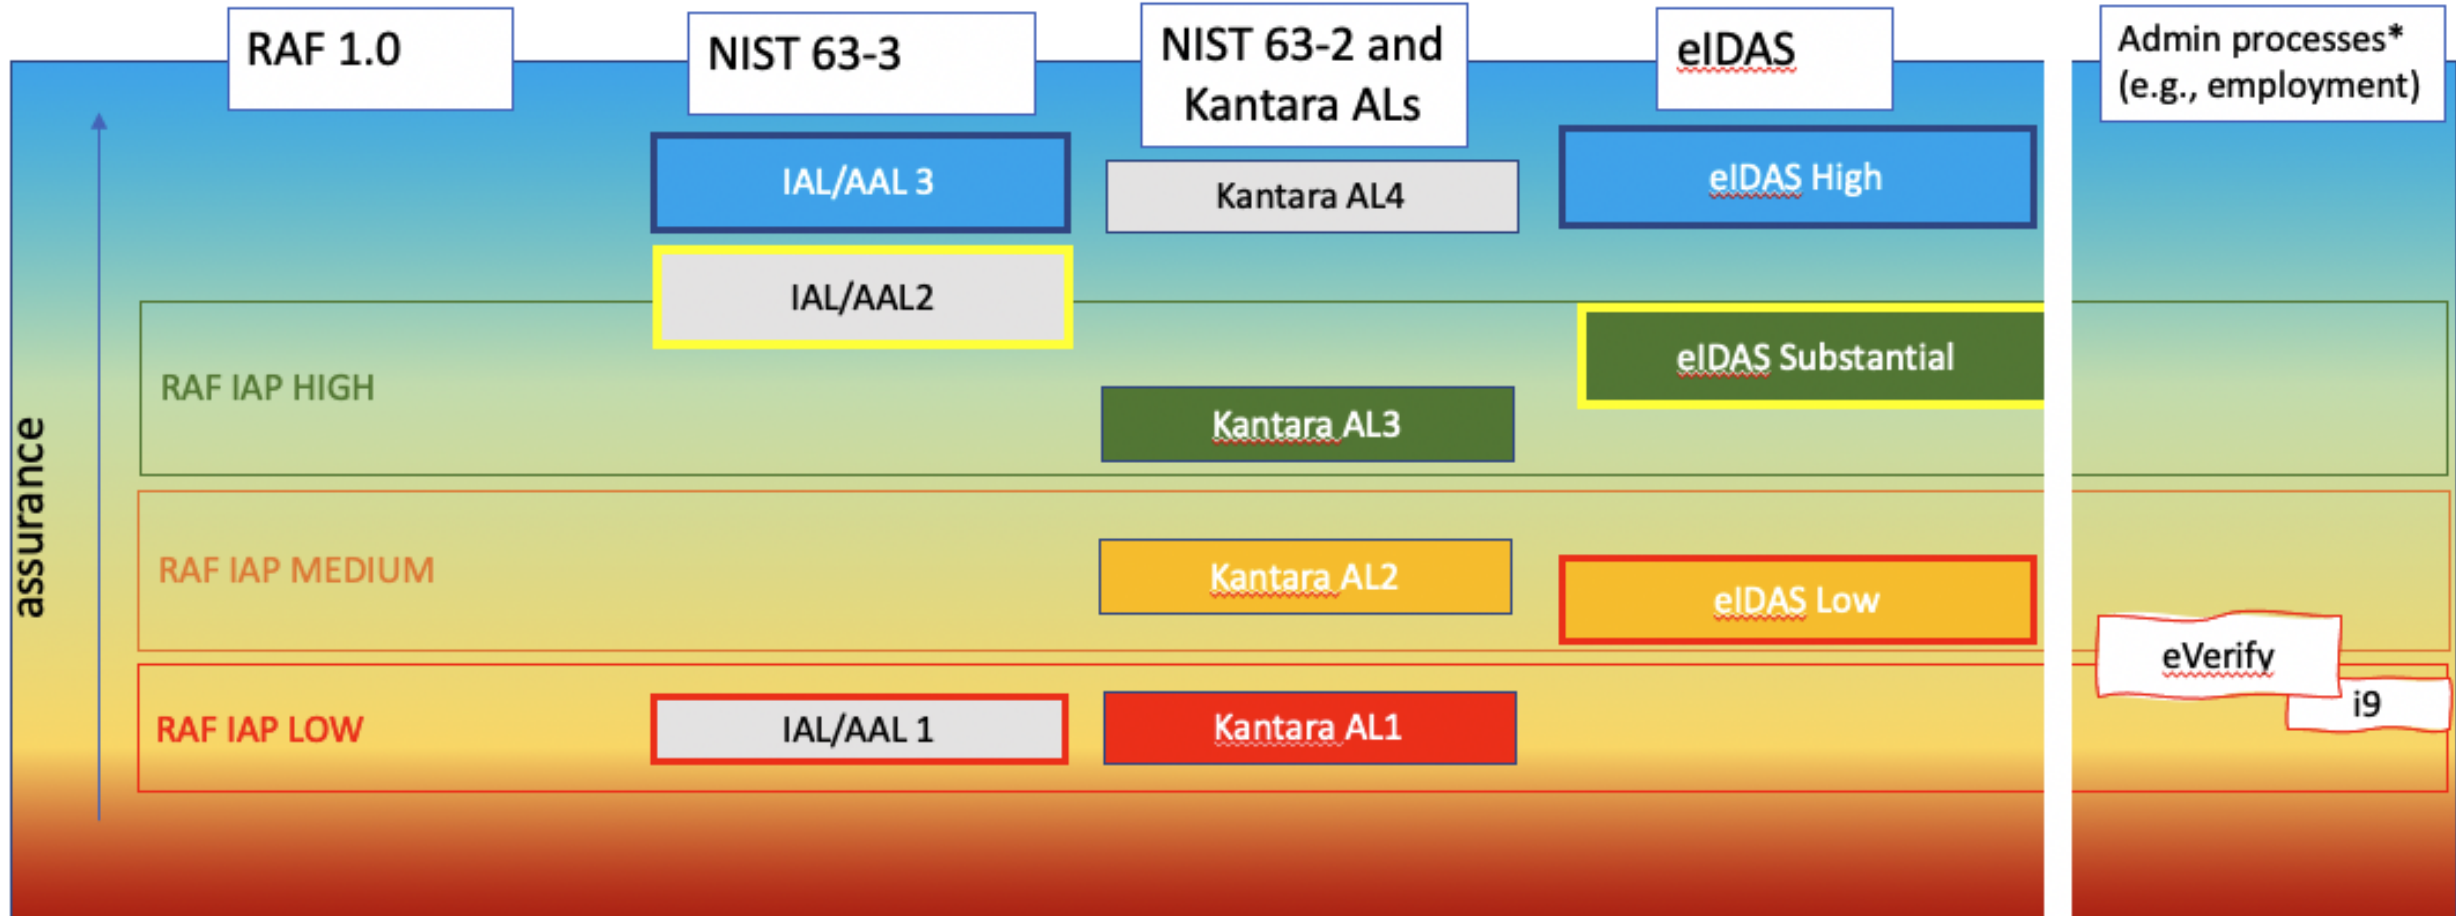 RAF 1.0
NIST 63-3
NIST 63-2 and
Kantara ALs
eIDAS
Admin processes*
(e.g., employment)
IAL/AAL 3
Kantara AL4
eIDAS High
IAL/AAL2
eIDAS Substantial
RAF IAP HIGH
Kantara AL3
assurance
RAF IAP MEDIUM
Kantara AL2
eIDAS Low
eVerify
i9
RAF IAP LOW
IAL/AAL 1
Kantara AL1